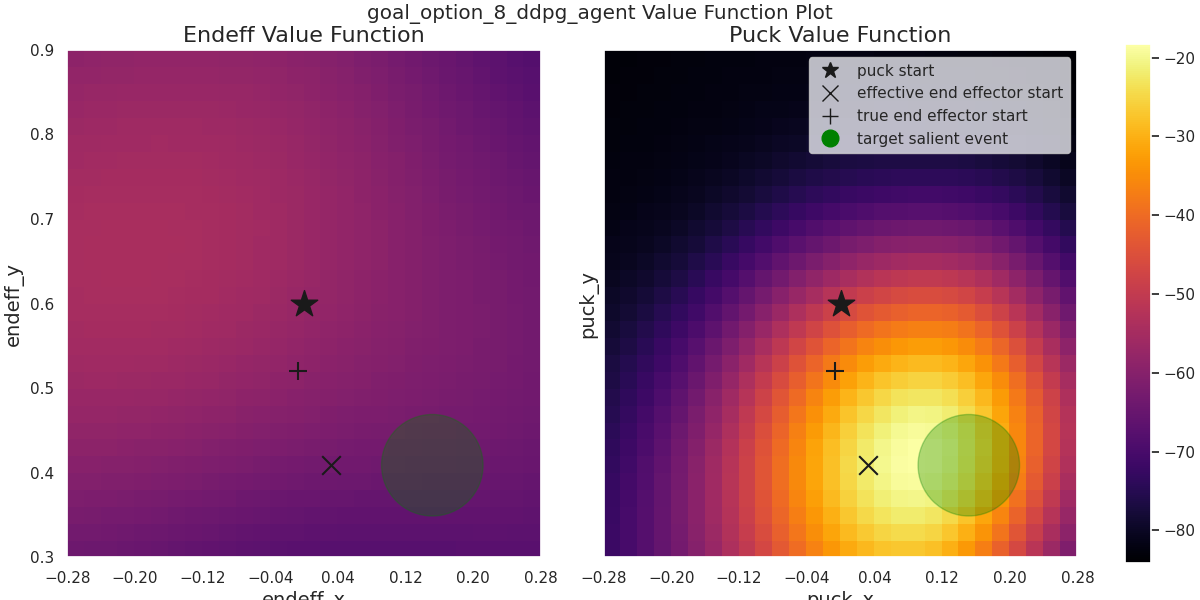 goal_option_8_ddpg_agent Value Function Plot
Endeff Value Function
endeff_y
0.9
0.8
0.7
0.6
0.5
0.4
0.3
−0.28 −0.20 −0.12 −0.04 0.04 0.12 0.20 0.28
endeff_x
Puck Value Function
puck start
effective end effector start
true end effector start
target salient event
puck_y
−0.28 −0.20 −0.12 −0.04 0.04 0.12 0.20 0.28
puck_x
−20
−30
−40
−50
−60
−70
−80